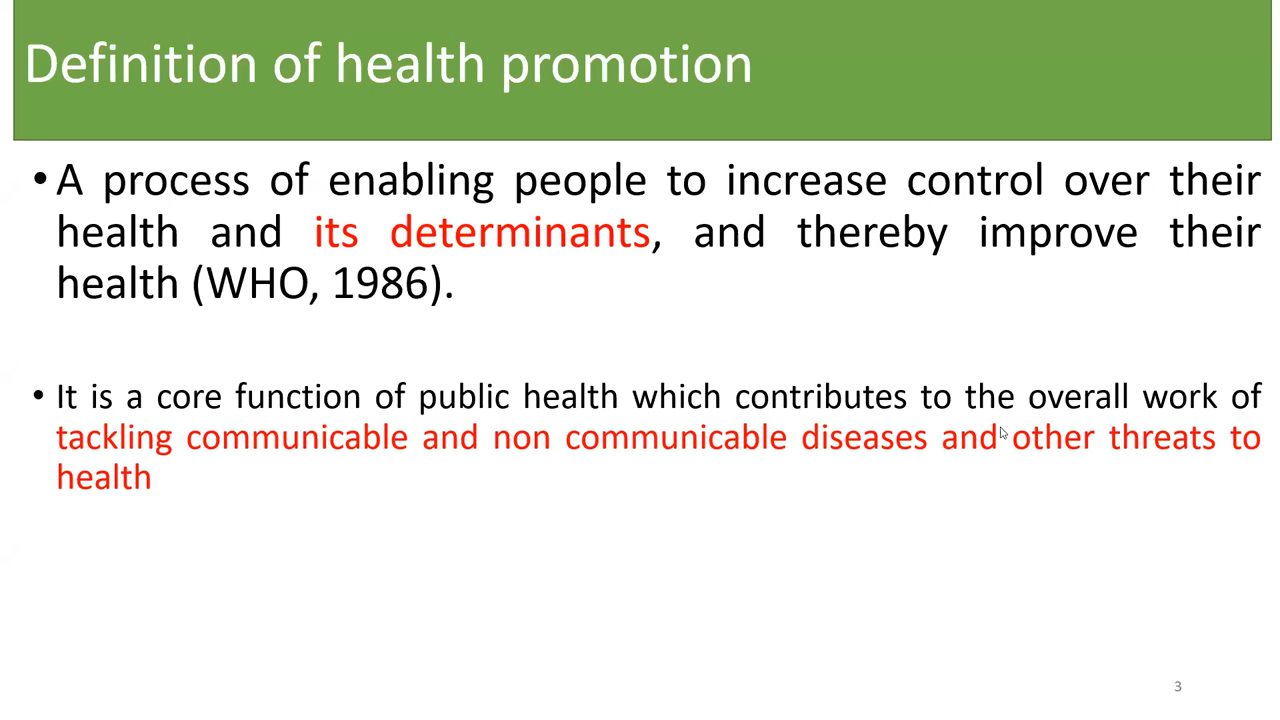 Definition of health promotion
• A process of enabling people to increase control over their
health and its determinants, and thereby improve their
health (WHO, 1986).
• It is a core function of public health which contributes to the overall work of
tackling communicable and non communicable diseases and other threats to
health
3